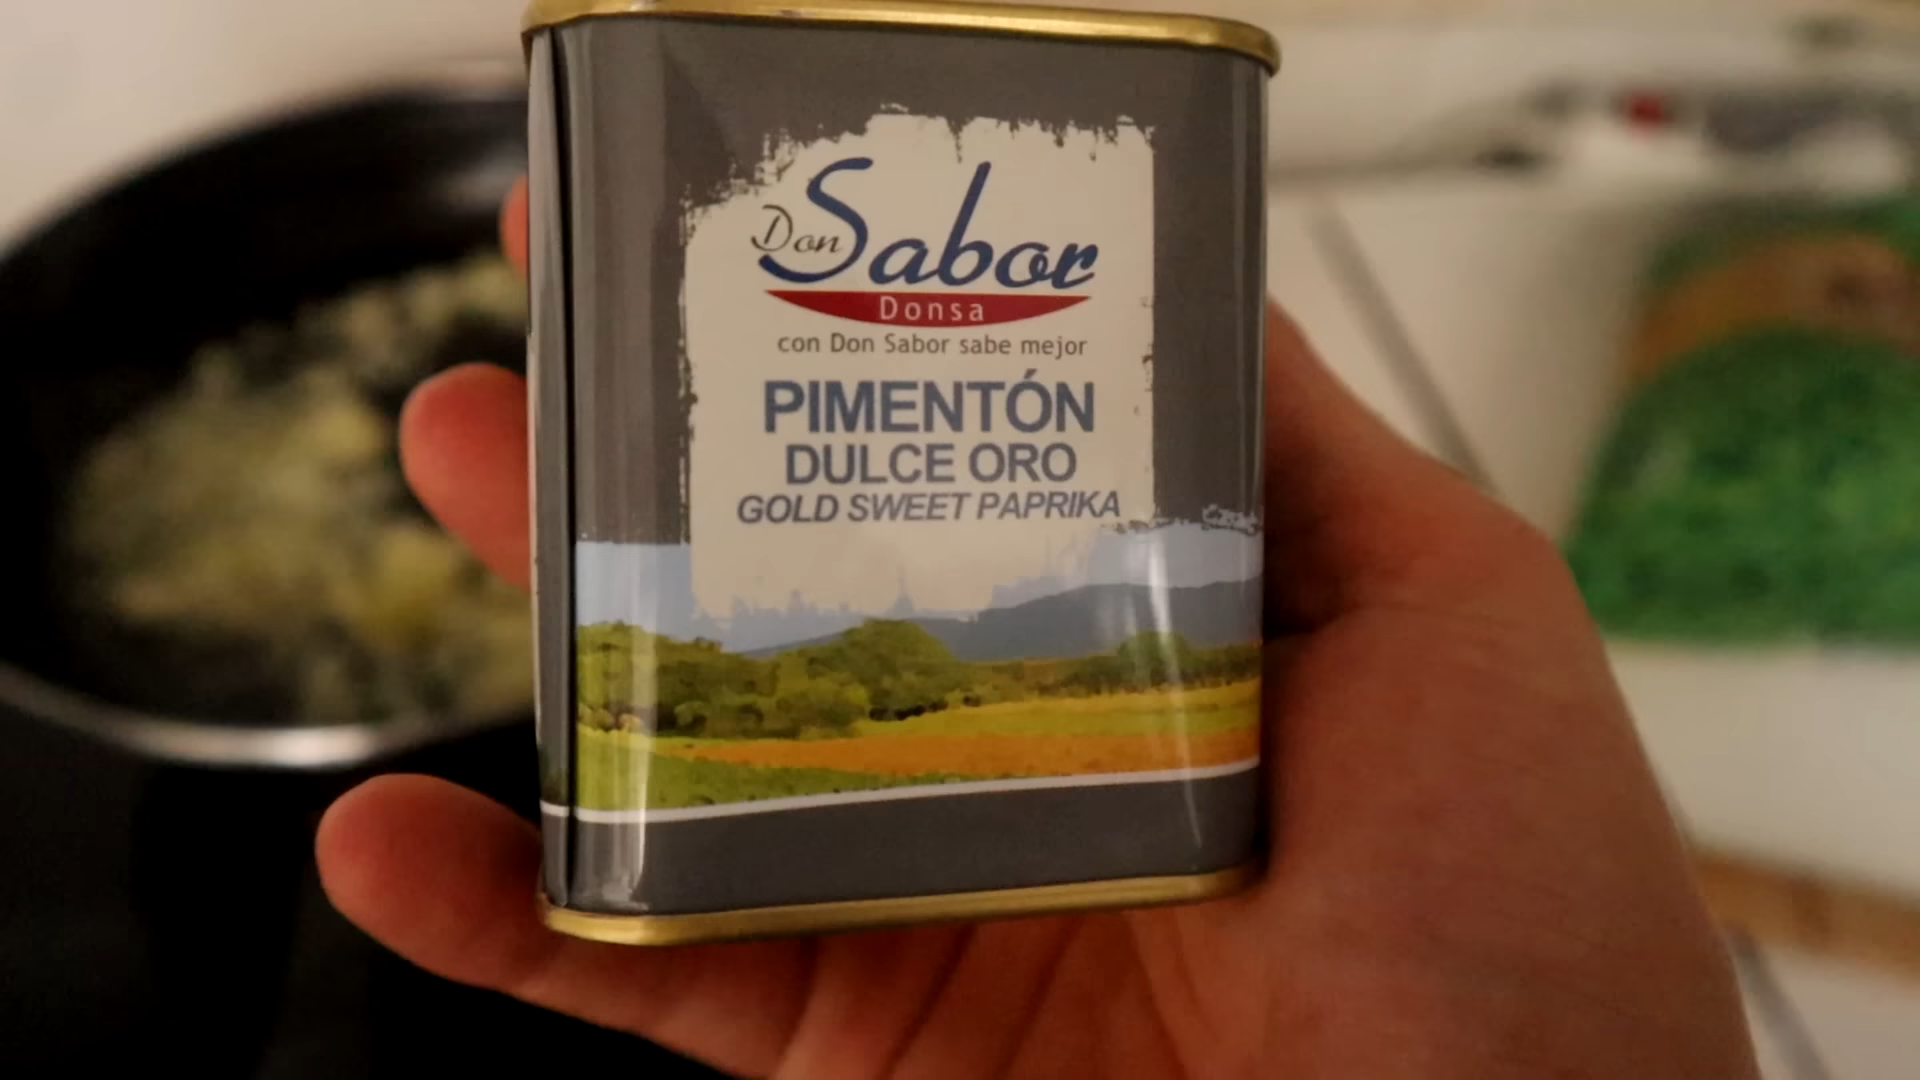 Don Sabor
Donsa
con Don Sabor sabe mejor
PIMENTÓN
DULCE ORO
GOLD SWEET PAPRIKA